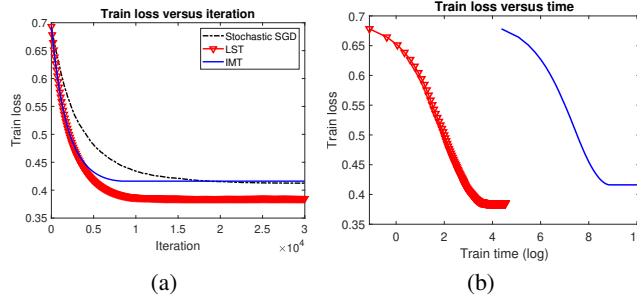 Train loss versus iteration
Train loss
0.7
0.65
0.6
0.55
0.5
0.45
0.4
0.35
0 0.5 1 1.5 2 2.5 3
×10⁴
Iteration
Stochastic SGD
LST
IMT
(a)
Train loss versus time
Train loss
0.7
0.65
0.6
0.55
0.5
0.45
0.4
0.35
0 2 4 6 8 10
Train time (log)
(b)